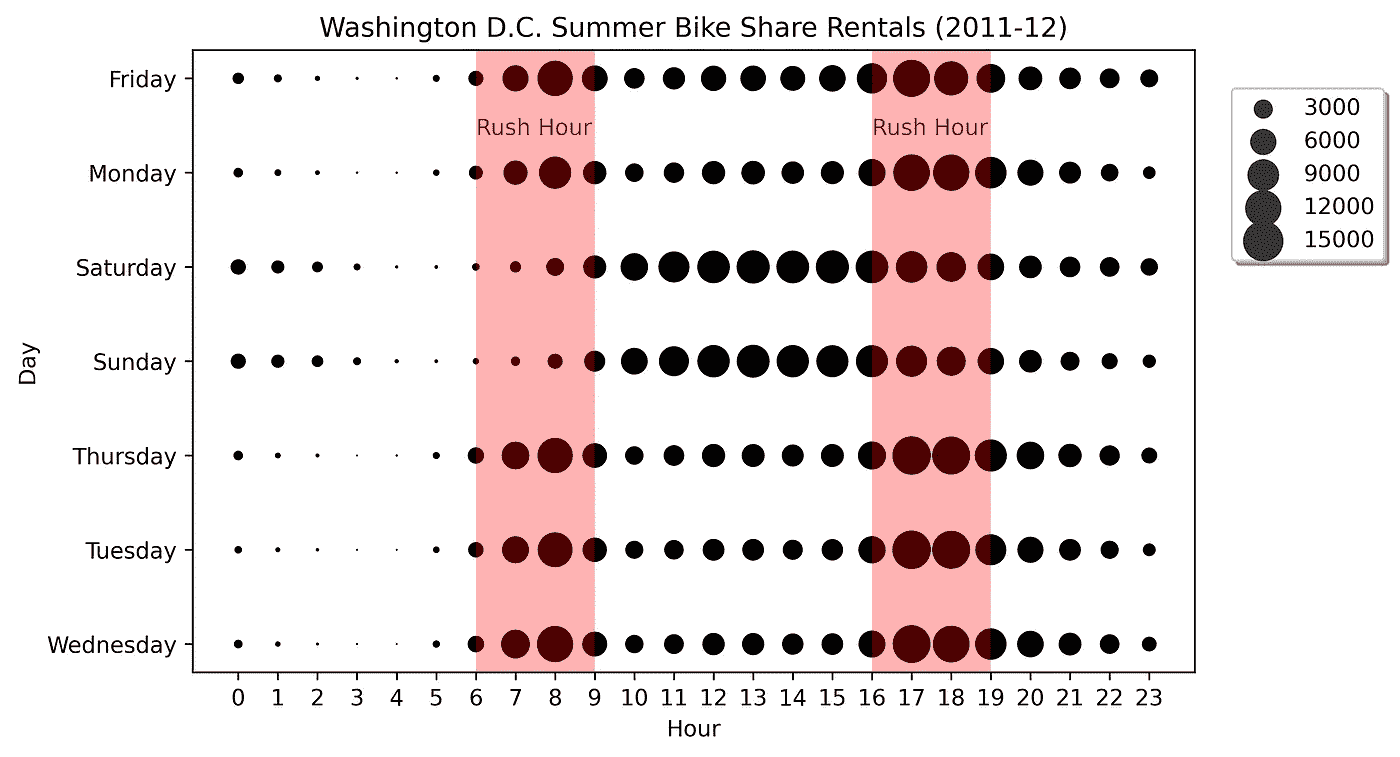 Washington D.C. Summer Bike Share Rentals (2011-12)
Friday
Rush Hour Rush Hour
Monday
Saturday
Sunday
Thursday
Tuesday
Wednesday
Day
0 1 2 3 4 5 6 7 8 9 10 11 12 13 14 15 16 17 18 19 20 21 22 23
Hour
3000
6000
9000
12000
15000